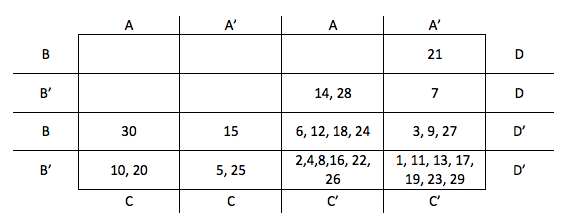 A A′ A A′
B 21 D
B′ 14, 28 7 D
B 30 15 6, 12, 18, 24 3, 9, 27 D′
B′ 10, 20 5, 25 2,4,8,16, 22, 26 1, 11, 13, 17, 19, 23, 29 D′
C C C′ C′